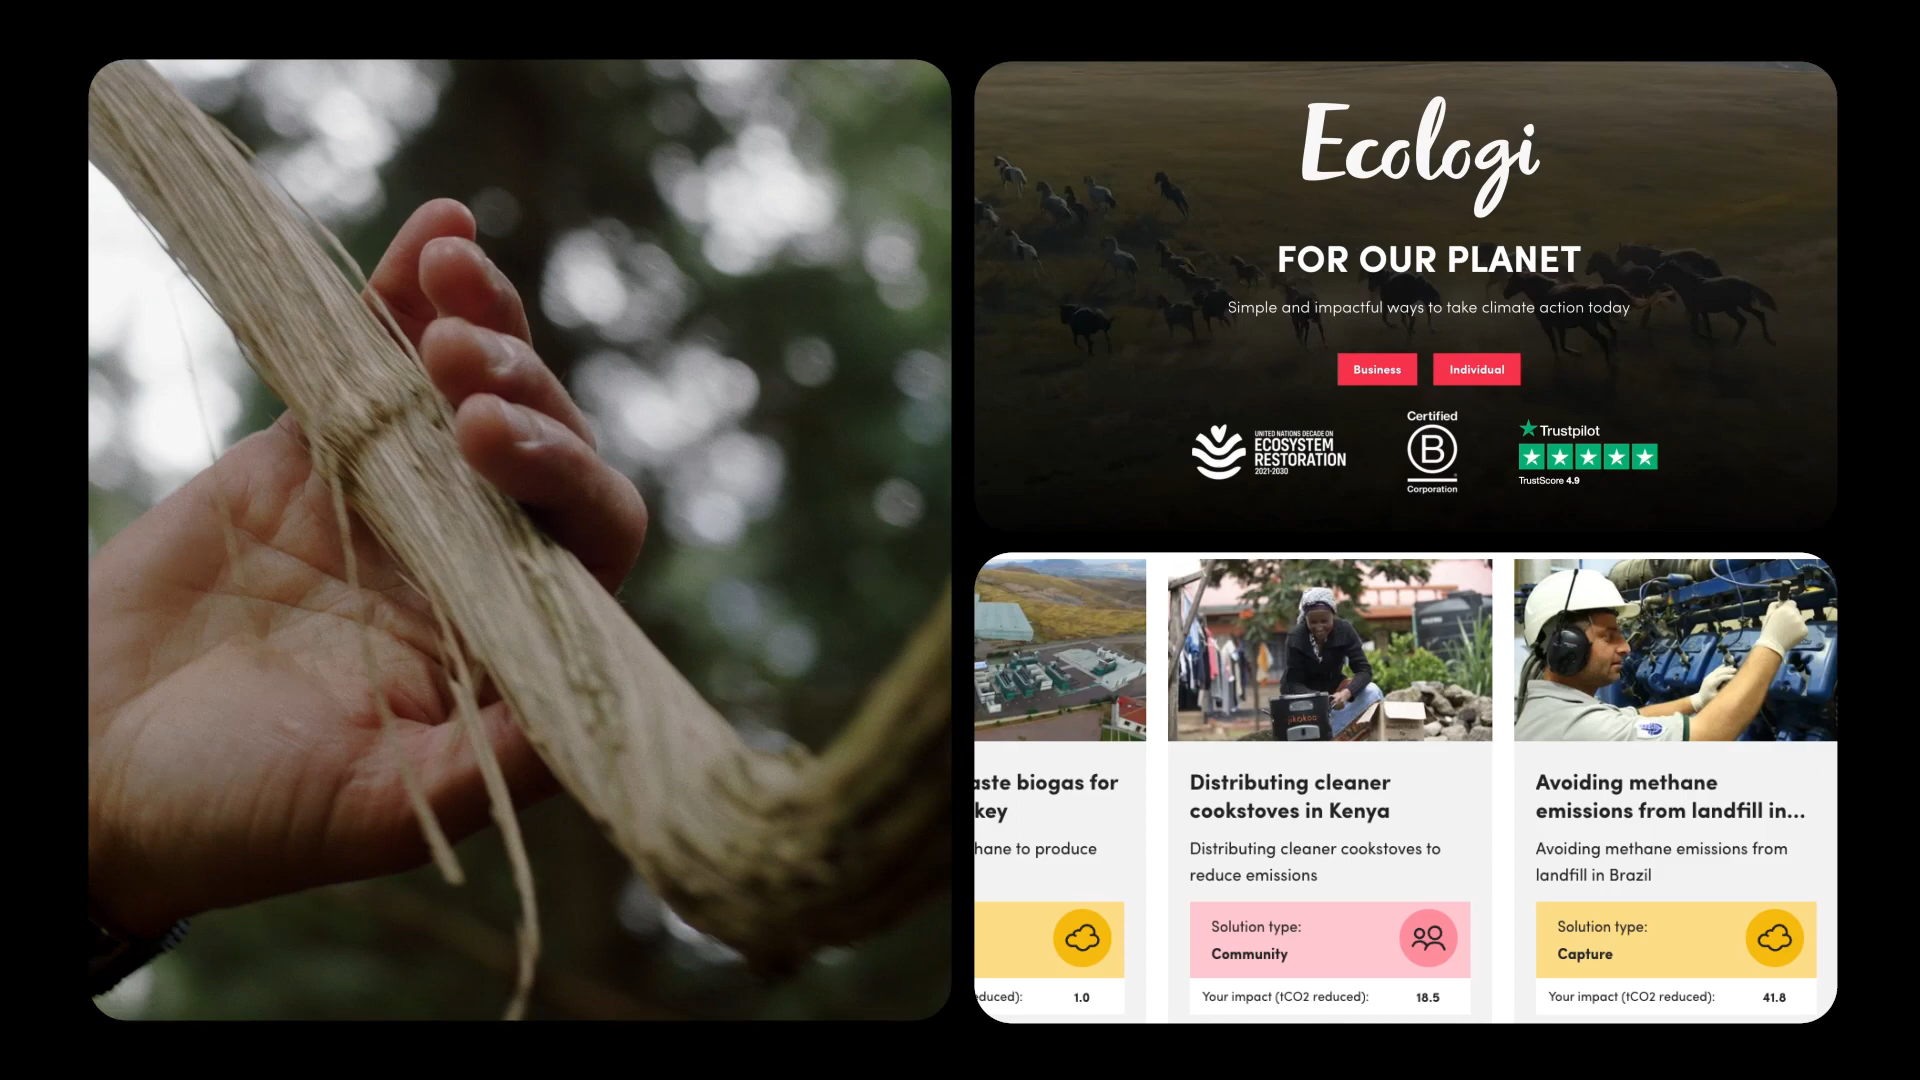 Ecologi
FOR OUR PLANET
Simple and impactful ways to take climate action today
Business
Individual
UNITED NATIONS DECADE ON
ECOSYSTEM
RESTORATION
2021-2030
Certified
B
Corporation
Trustpilot
TrustScore 4.9
aste biogas for
key
hane to produce
educed): 1.0
jikokoa
Distributing cleaner
cookstoves in Kenya
Distributing cleaner cookstoves to
reduce emissions
Solution type:
Community
Your impact (tCO2 reduced): 18.5
Avoiding methane
emissions from landfill in...
Avoiding methane emissions from
landfill in Brazil
Solution type:
Capture
Your impact (tCO2 reduced): 41.8